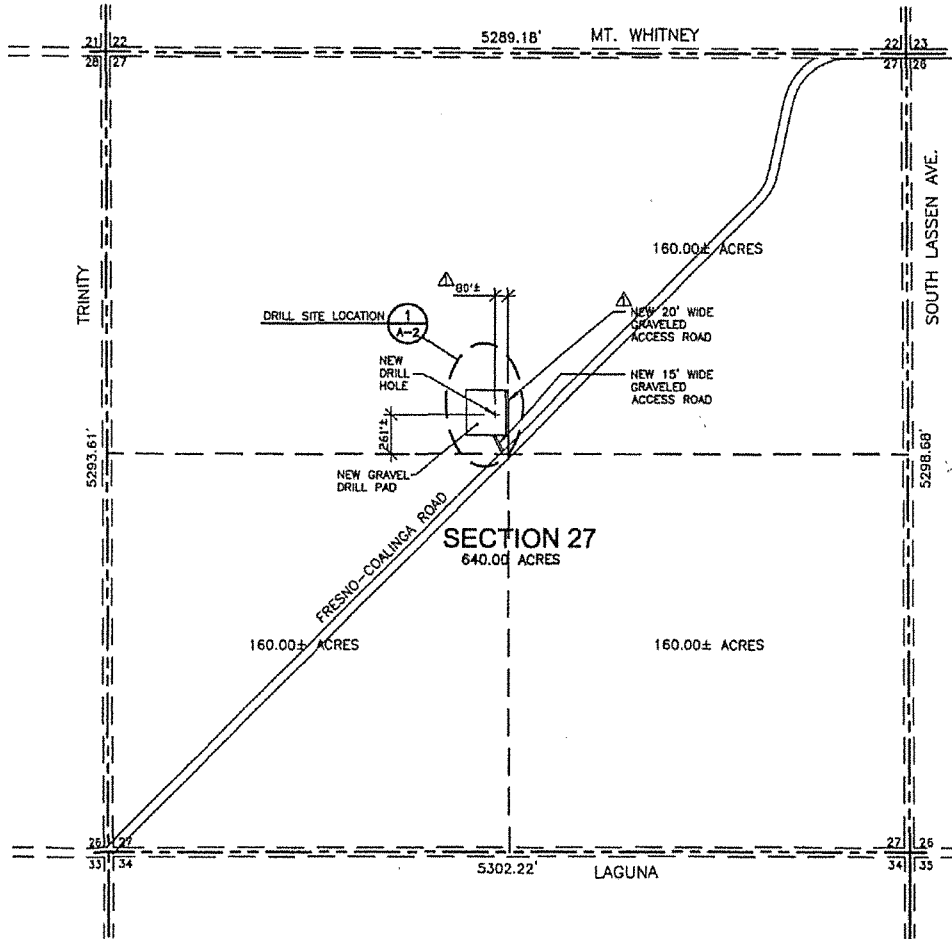 5289.18' MT. WHITNEY
21 22
28 27
22 23
27 26
TRINITY
SOUTH LASSEN AVE.
160.00± ACRES
80'±
1
DRILL SITE LOCATION
1
A-2
1
NEW 20' WIDE
GRAVELED
ACCESS ROAD
NEW
DRILL
HOLE
NEW 15' WIDE
GRAVELED
ACCESS ROAD
261'±
5293.61'
5298.68'
NEW GRAVEL
DRILL PAD
FRESNO-COALINGA ROAD
SECTION 27
640.00 ACRES
160.00± ACRES
160.00± ACRES
33 34
27 26
34 35
5302.22' LAGUNA